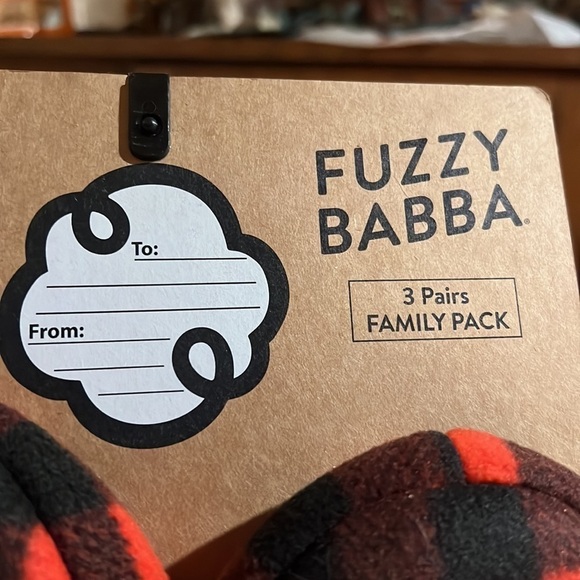 FUZZY
BABBA
3 Pairs
FAMILY PACK
To:
From: